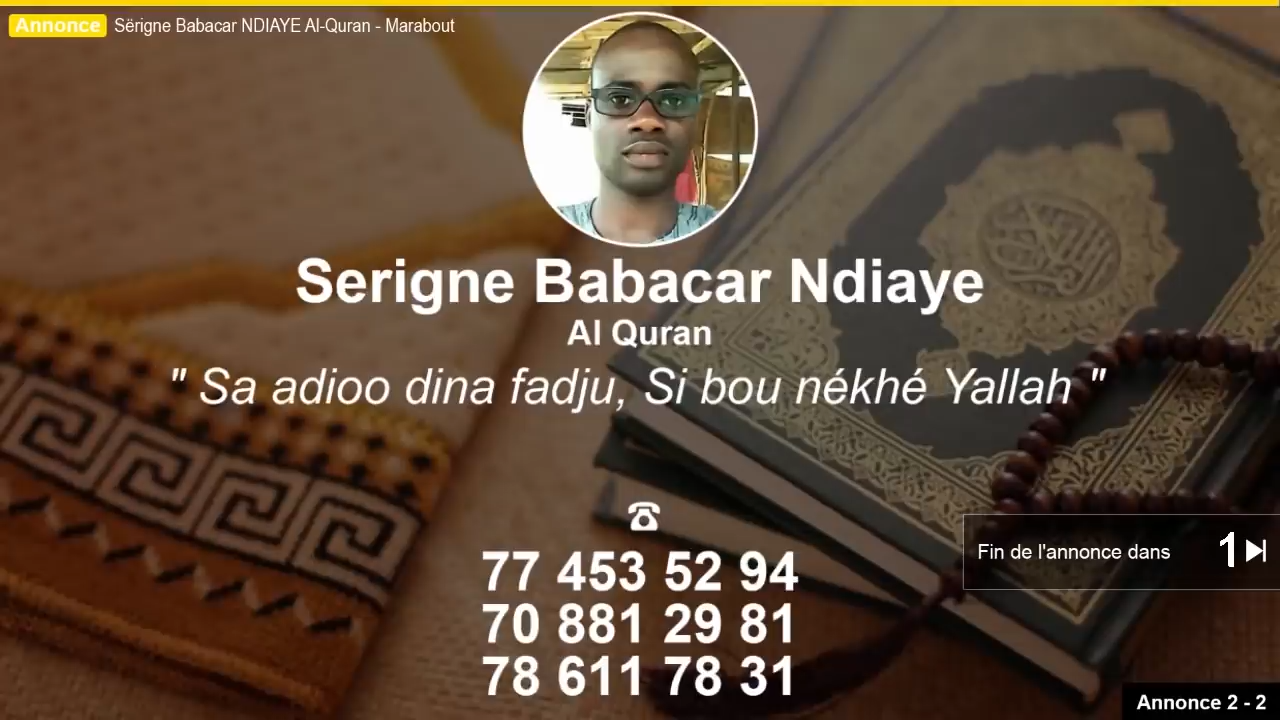 Annonce Sërigne Babacar NDIAYE Al-Quran - Marabout
Serigne Babacar Ndiaye
Al Quran
" Sa adioo dina fadju, Si bou nékhé Yallah "
77 453 52 94
Fin de l'annonce dans 1
70 881 29 81
78 611 78 31
Annonce 2 - 2